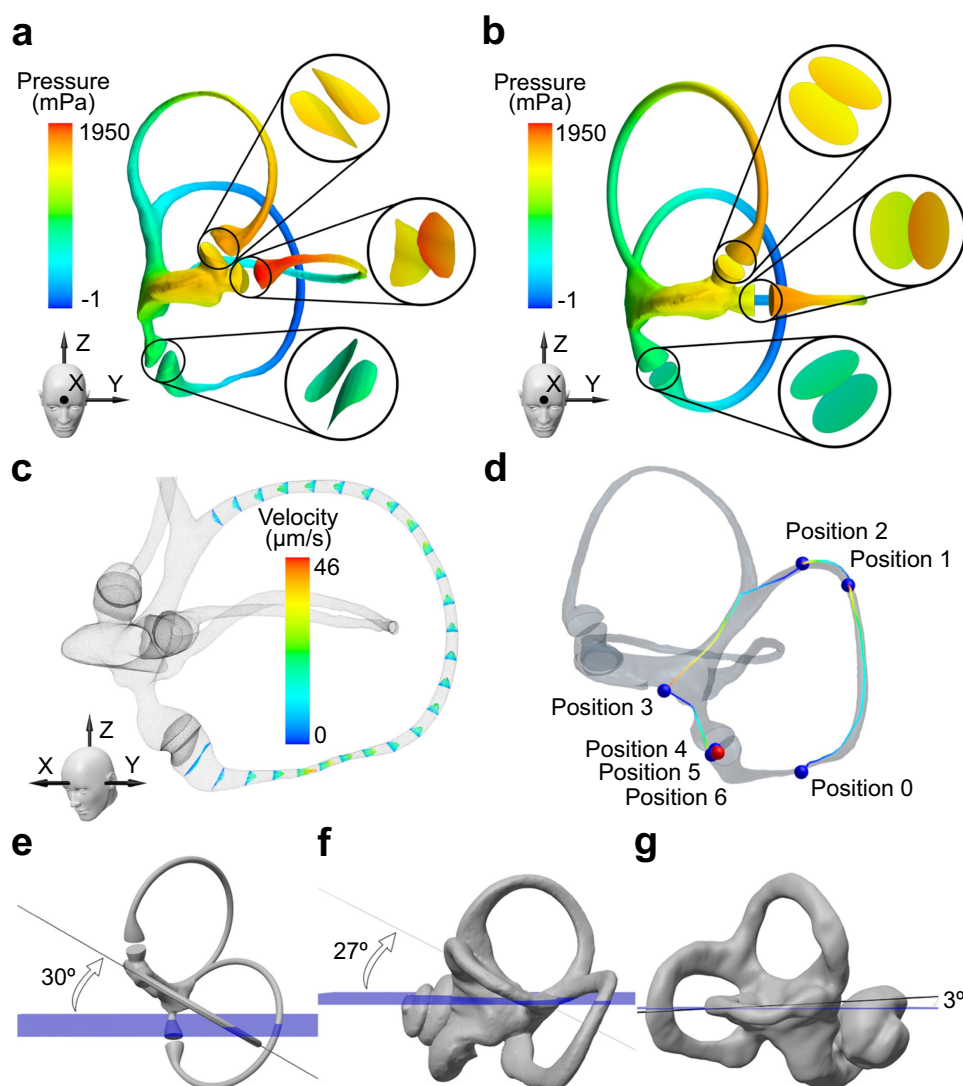 a
Pressure
(mPa)
1950
-1
Z
X
Y
b
Pressure
(mPa)
1950
-1
Z
X
Y
c
Velocity
(µm/s)
46
0
Z
X
Y
d
Position 2
Position 1
Position 3
Position 4
Position 5
Position 6
Position 0
e
30º
f
27º
g
3º